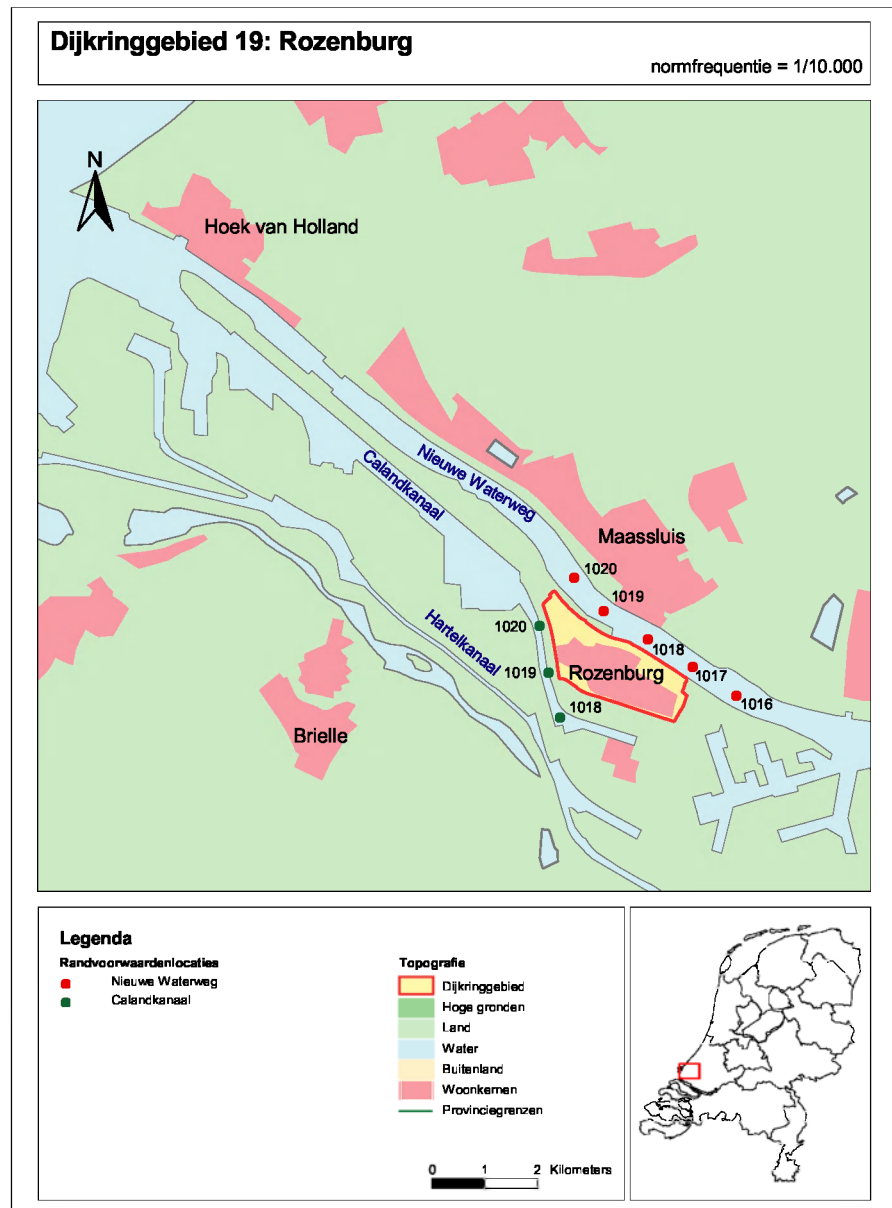 Dijkringgebied 19: Rozenburg
normfrequentie = 1/10.000
N
Hoek van Holland
Nieuwe Waterweg
Calandkanaal
Maassluis
1020
1019
1020
1018
Hartelkanaal
1019
Rozenburg
1017
1016
1018
Brielle
Legenda
Randvoorwaardenlocaties
Nieuwe Waterweg
Calandkanaal
Topografie
Dijkringgebied
Hoge gronden
Land
Water
Buitenland
Woonkernen
Provinciegrenzen
0 1 2 Kilometers